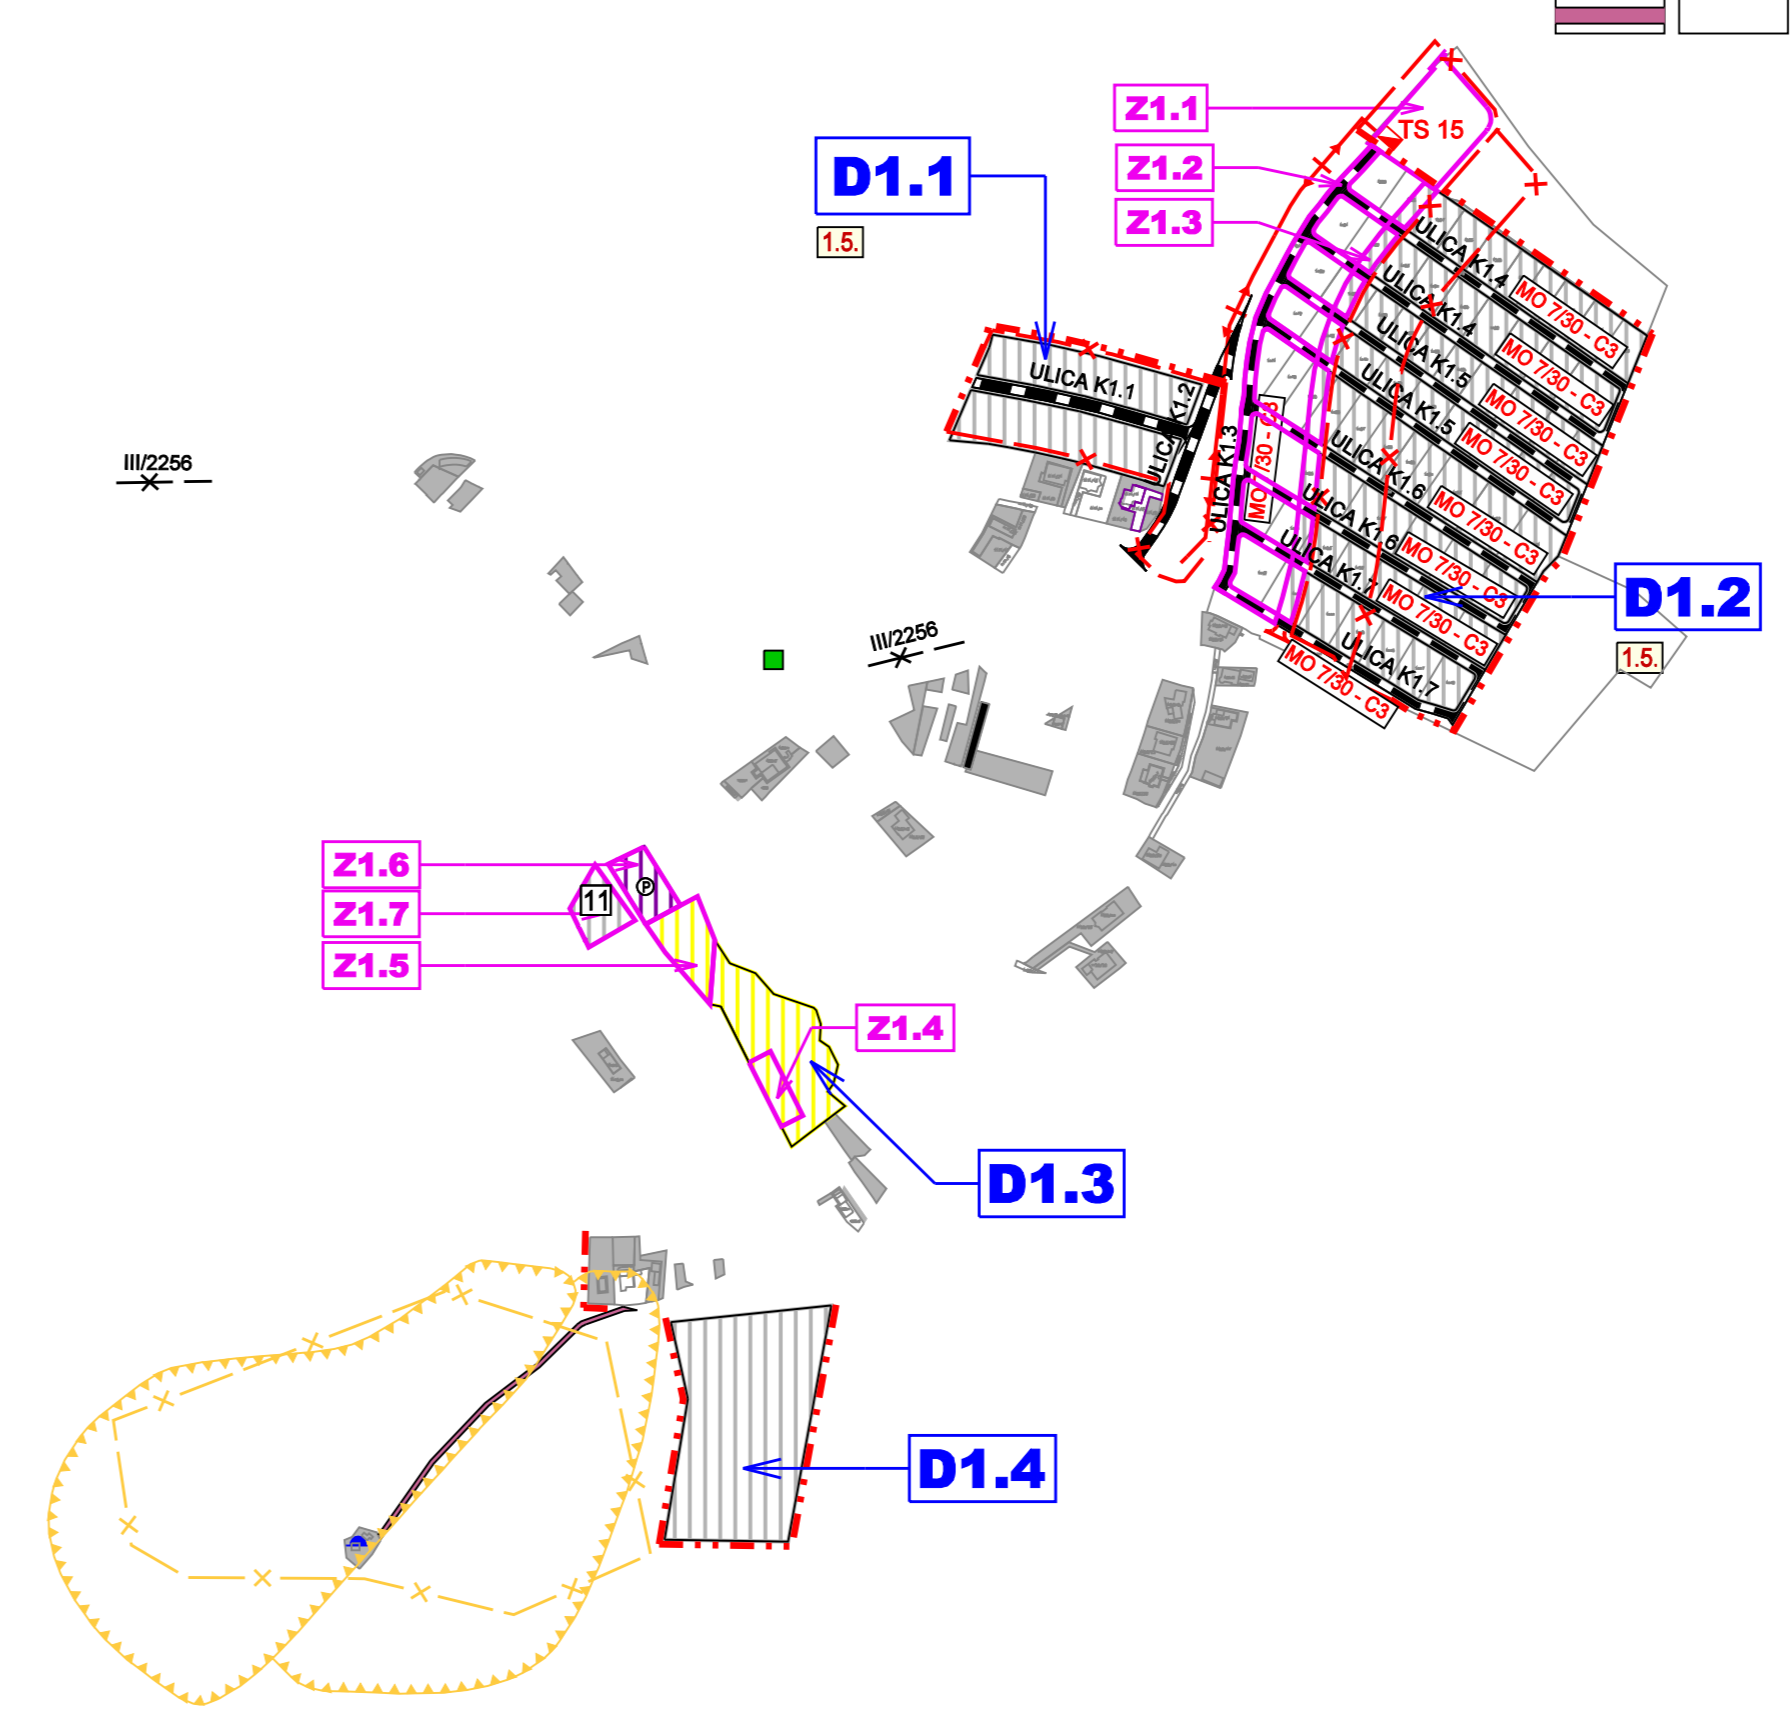 Z1.1
TS 15
D1.1
Z1.2
Z1.3
1.5.
ULICA K1.4
MO 7/30 - C3
ULICA K1.4
MO 7/30 - C3
ULICA K1.5
MO 7/30 - C3
ULICA K1.5
MO 7/30 - C3
ULICA K1.1
ULICA K1.2
ULICA K1.3
MO 7/30 - C3
ULICA K1.6
MO 7/30 - C3
ULICA K1.6
MO 7/30 - C3
ULICA K1.7
MO 7/30 - C3
ULICA K1.7
MO 7/30 - C3
III/2256
III/2256
D1.2
1.5.
Z1.6
P
11
Z1.7
Z1.5
Z1.4
D1.3
D1.4